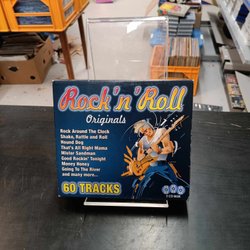 Rock 'n' Roll
Originals
Rock Around The Clock
Shake, Rattle and Roll
Hound Dog
That's All Right Mama
Mister Sandman
Good Rockin' Tonight
Money Honey
Going To The River
and many more...
60 TRACKS